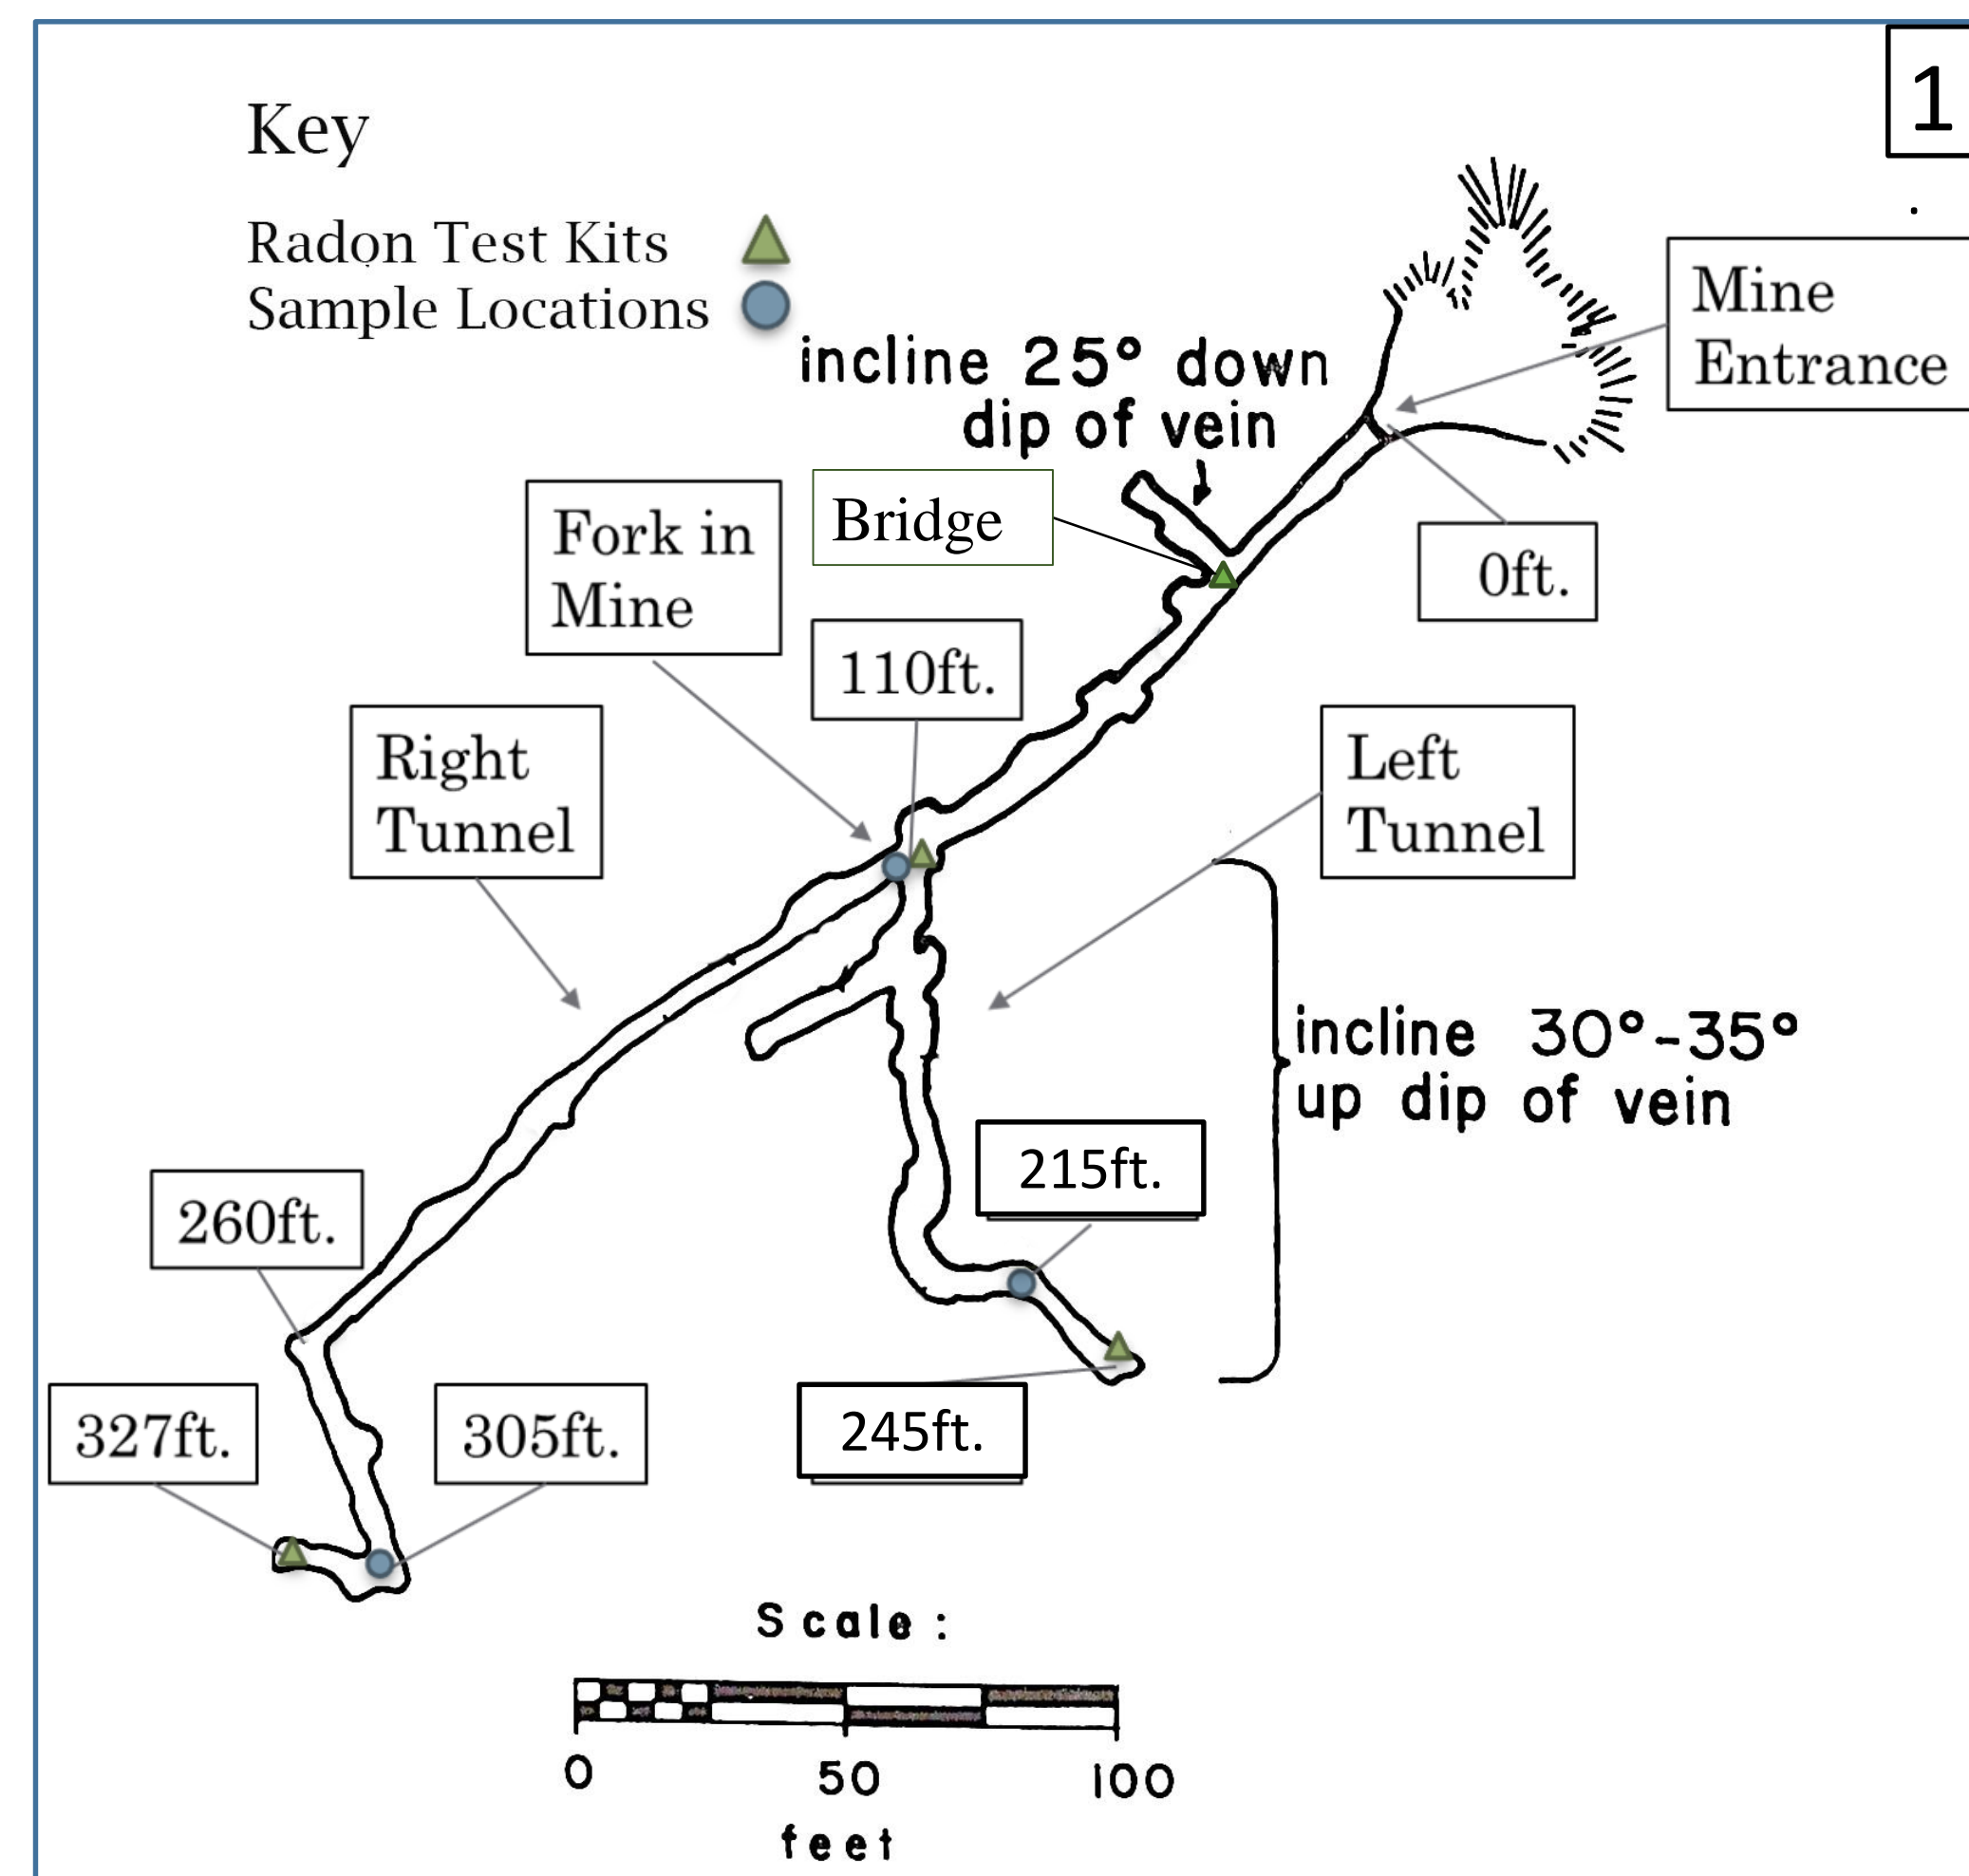 1
.
Key
Radon Test Kits
Sample Locations
Mine
Entrance
incline 25° down
dip of vein
Bridge
Fork in
Mine
0ft.
110ft.
Right
Tunnel
Left
Tunnel
incline 30°-35°
up dip of vein
215ft.
260ft.
327ft.
305ft.
245ft.
Scale:
0 50 100
feet